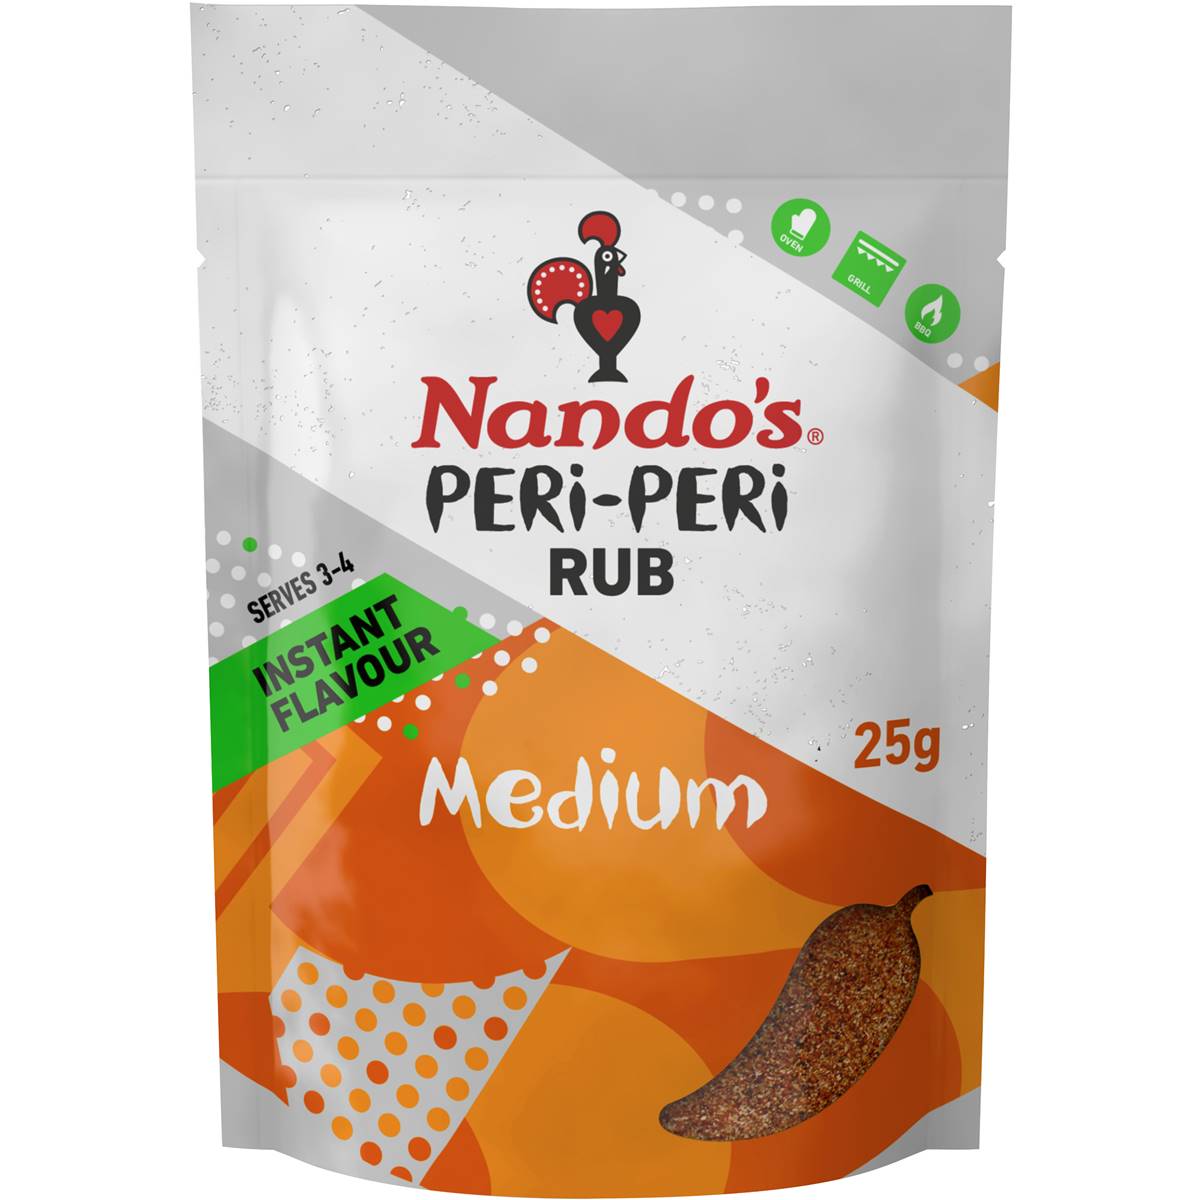 OVEN
GRILL
BBQ
Nando's®
PERi-PERi
RUB
SERVES 3-4
INSTANT
FLAVOUR
25g
Medium